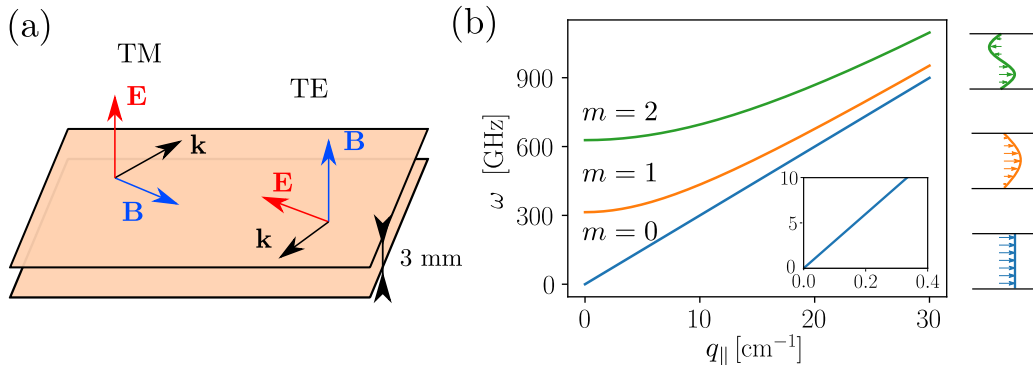 (a)
TM
TE
E
k
B
B
E
k
3 mm
(b)
ω [GHz]
900
600
300
0
m = 2
m = 1
m = 0
10
5
0
0.0 0.2 0.4
0 10 20 30
q∥ [cm⁻¹]